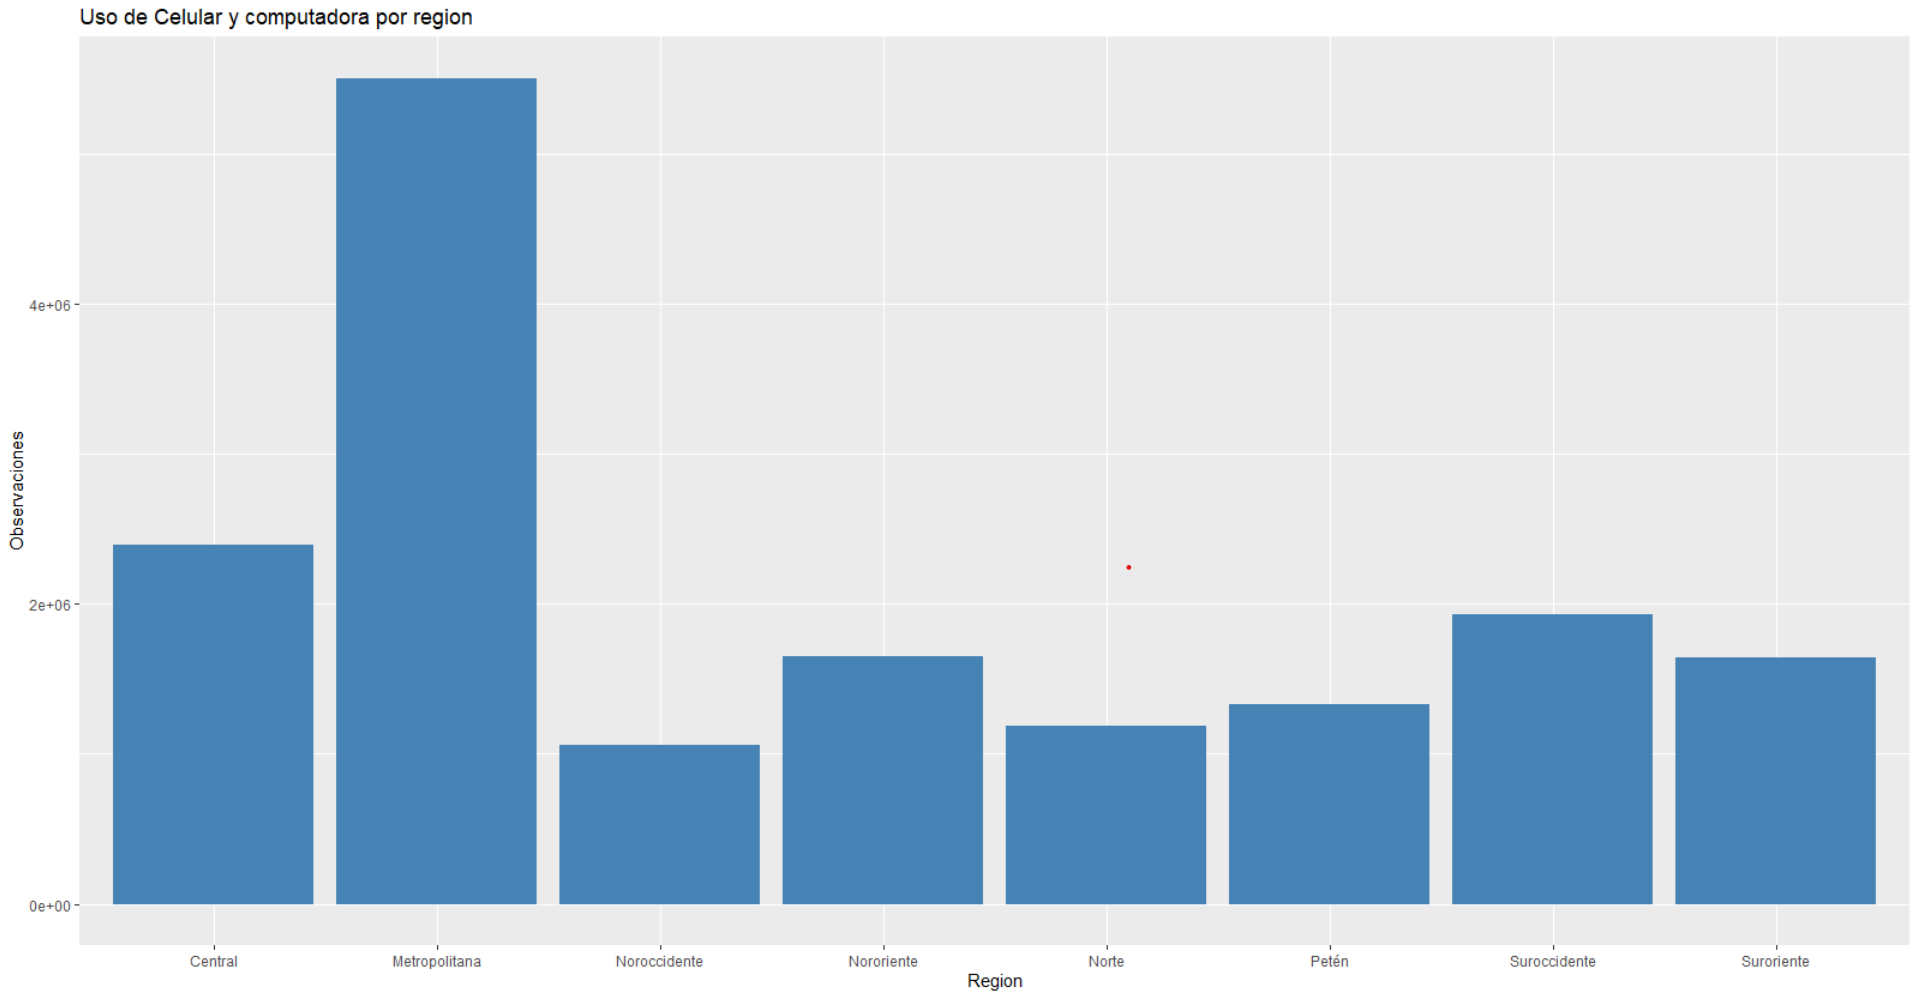 Uso de Celular y computadora por region
Observaciones
4e+06
2e+06
0e+00
Central
Metropolitana
Noroccidente
Nororiente
Norte
Petén
Suroccidente
Suroriente
Region